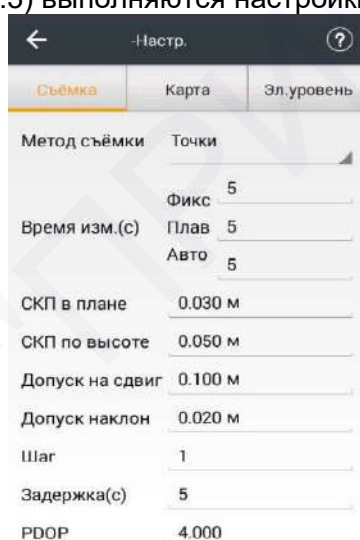 .5) выполняются настройки
-Настр.
Съёмка Карта Эл.уровень
Метод съёмки Точки
Фикс 5
Время изм.(с) Плав 5
Авто 5
СКП в плане 0.030 м
СКП по высоте 0.050 м
Допуск на сдвиг 0.100 м
Допуск наклон 0.020 м
Шаг 1
Задержка(с) 5
PDOP 4.000